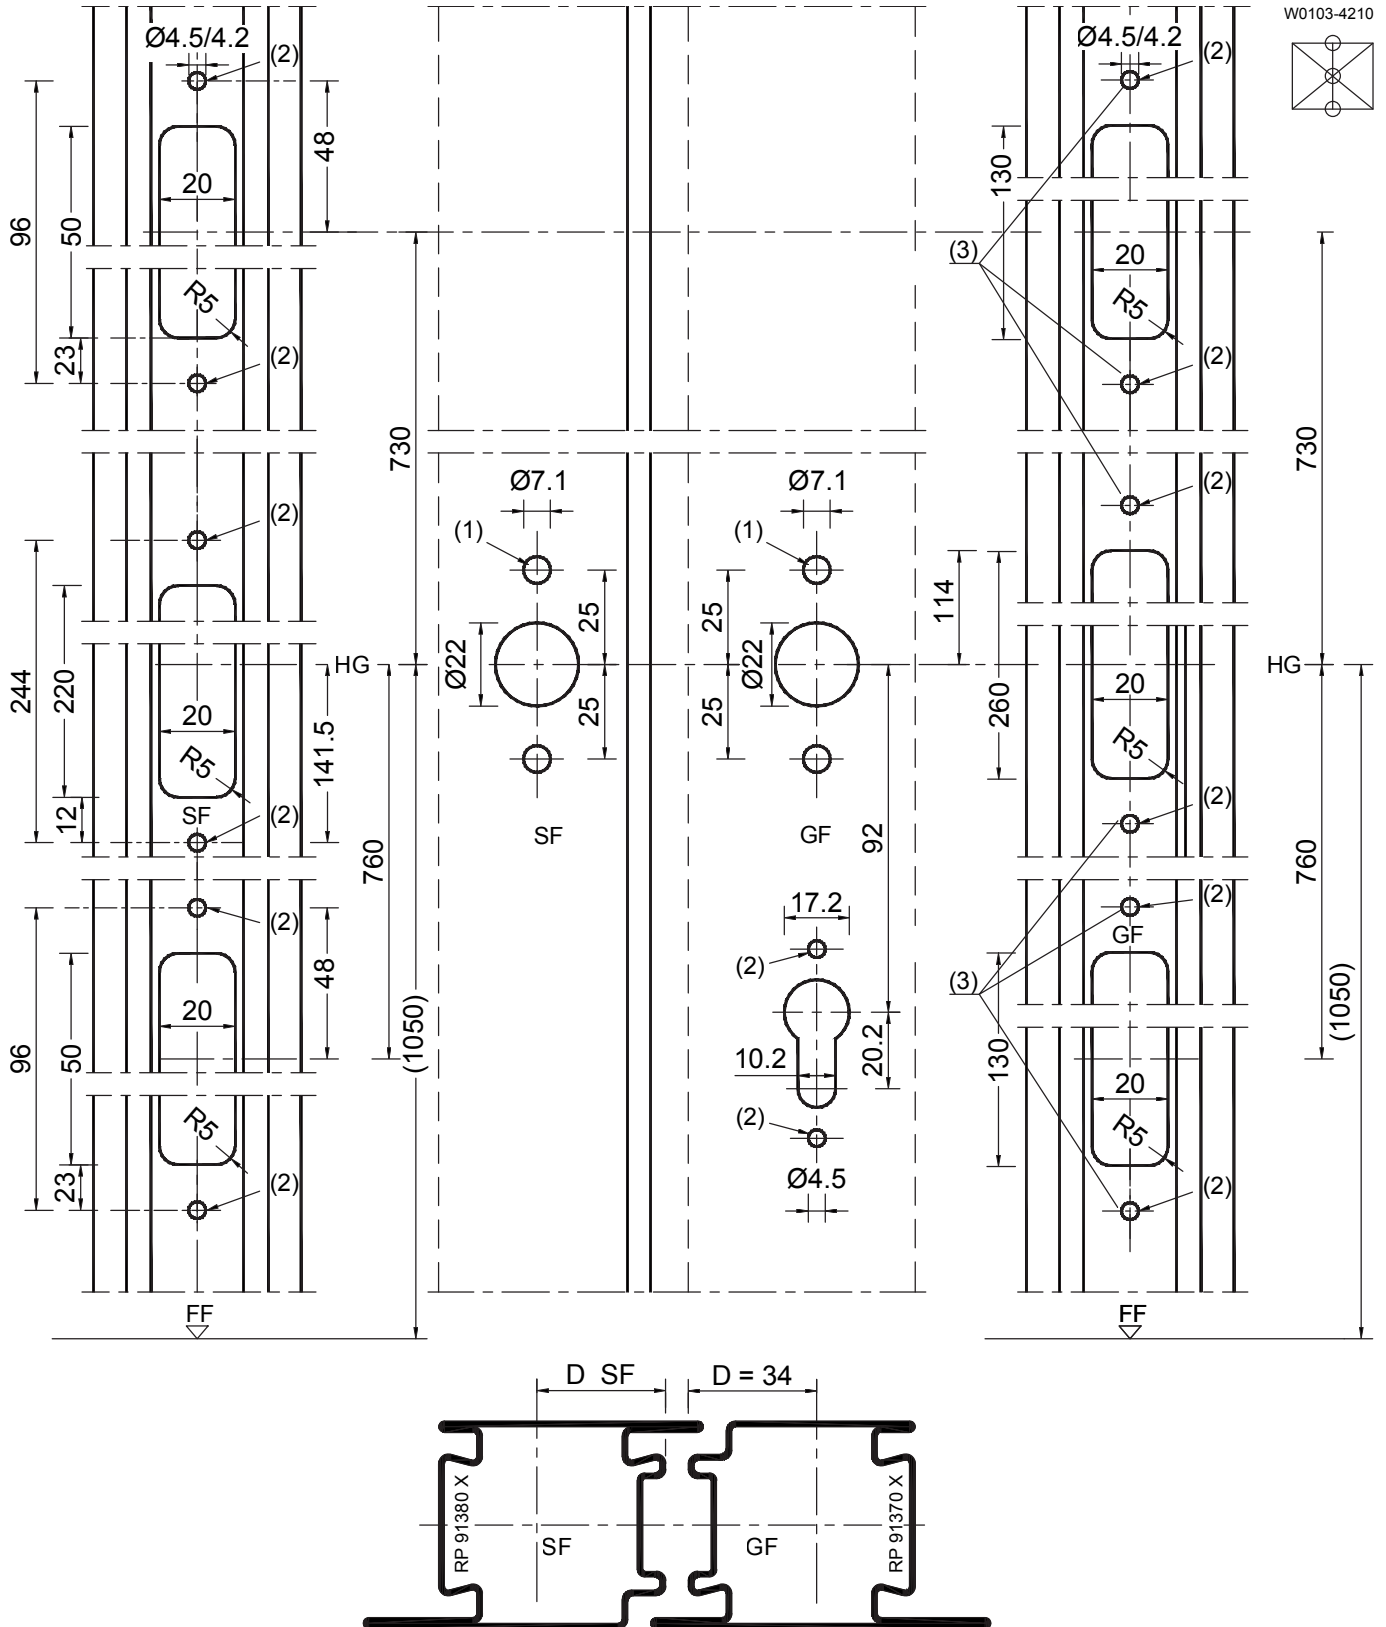 W0103-4210
Ø4.5/4.2
(2)
Ø4.5/4.2
(2)
48
130
20
96
50
(3)
20
R5
R5
23
(2)
(2)
730
730
Ø7.1
Ø7.1
(2)
(2)
(1)
(1)
25
25
114
HG
Ø22
Ø22
HG
244
220
20
141.5
25
25
260
20
R5
R5
12
SF
(2)
SF
GF
92
(2)
760
760
(2)
17.2
(2)
GF
48
(2)
(3)
96
50
20
(1050)
20.2
(1050)
10.2
130
20
R5
(2)
R5
23
(2)
Ø4.5
(2)
FF
FF
D SF
D = 34
RP 91380 X
SF
GF
RP 91370 X